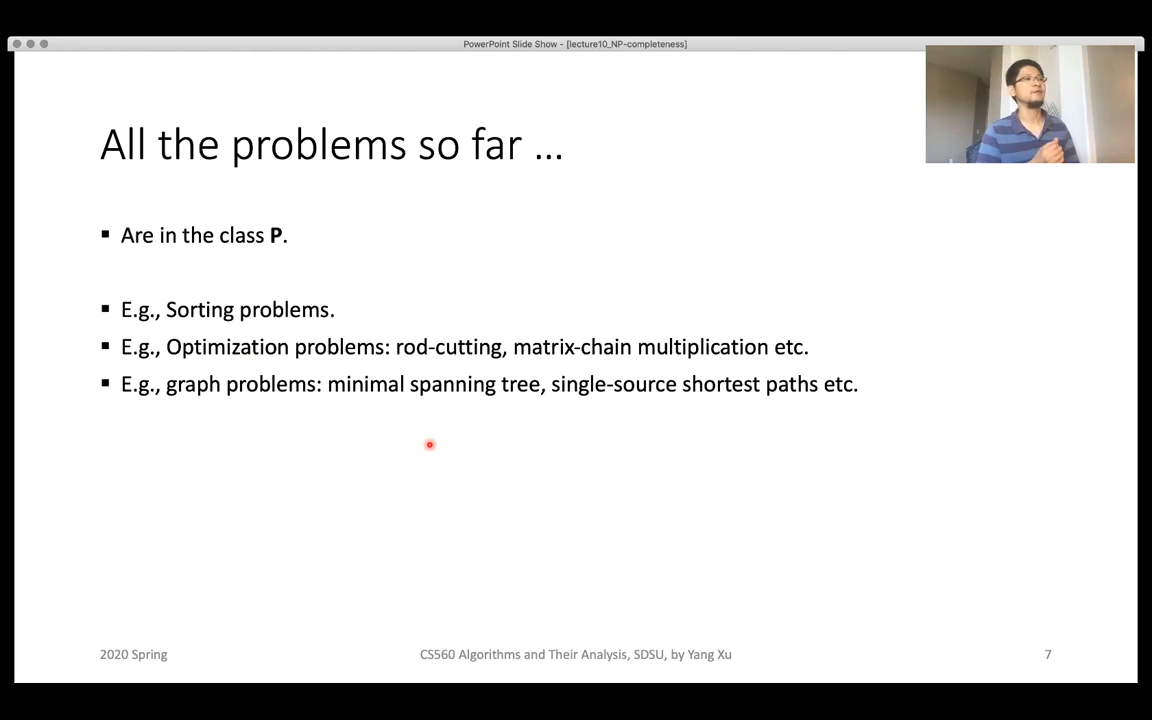 PowerPoint Slide Show - [lecture10_NP-completeness]
All the problems so far ...
▪ Are in the class P.
▪ E.g., Sorting problems.
▪ E.g., Optimization problems: rod-cutting, matrix-chain multiplication etc.
▪ E.g., graph problems: minimal spanning tree, single-source shortest paths etc.
2020 Spring
CS560 Algorithms and Their Analysis, SDSU, by Yang Xu
7